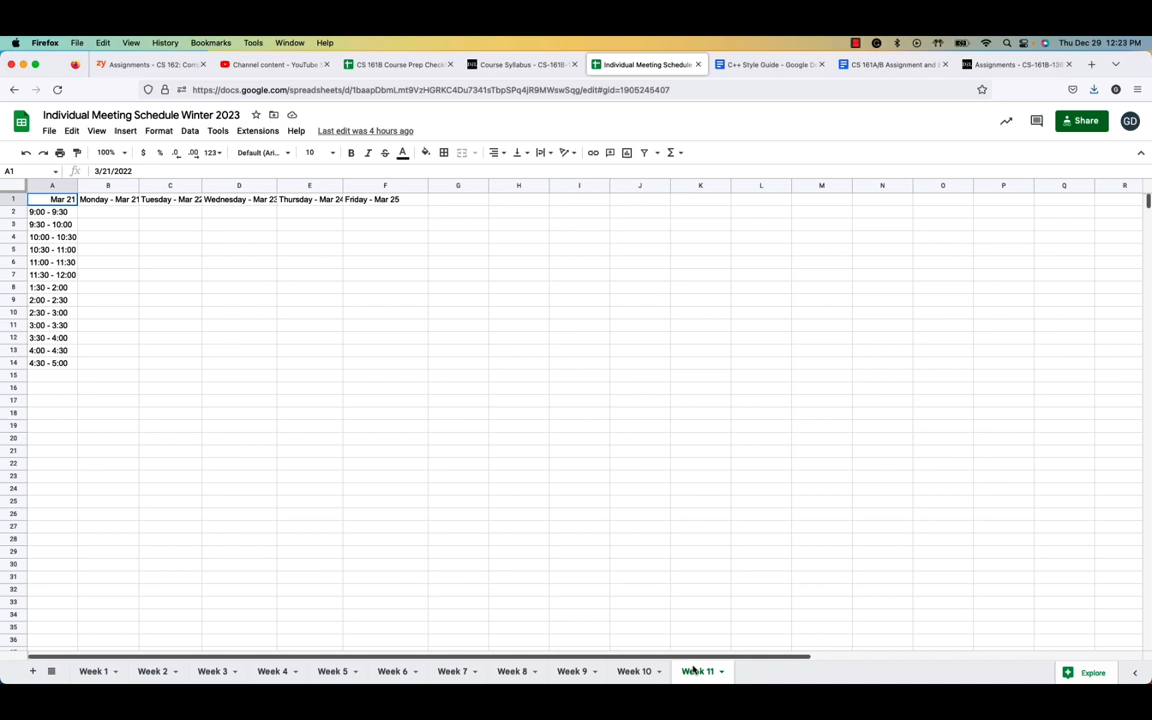 Firefox File Edit View History Bookmarks Tools Window Help Thu Dec 29 12:23 PM
Assignments - CS 162: Com Channel content - YouTube CS 161B Course Prep Check Course Syllabus - CS-161B-1 Individual Meeting Schedule C++ Style Guide - Google Do CS 161A/B Assignment and E Assignments - CS-161B-136
https://docs.google.com/spreadsheets/d/1baapDbmLmt9VzHGRKC4Du7341sTbpSPq4jR9MWswSqg/edit#gid=1905245407
Individual Meeting Schedule Winter 2023
File Edit View Insert Format Data Tools Extensions Help Last edit was 4 hours ago
Share GD
100% $ % .0 .00 123 Default (Ari... 10 B I S A
A1 fx 3/21/2022
A B C D E F G H I J K L M N O P Q R
1 Mar 21 Monday - Mar 21 Tuesday - Mar 22 Wednesday - Mar 23 Thursday - Mar 24 Friday - Mar 25
2 9:00 - 9:30
3 9:30 - 10:00
4 10:00 - 10:30
5 10:30 - 11:00
6 11:00 - 11:30
7 11:30 - 12:00
8 1:30 - 2:00
9 2:00 - 2:30
10 2:30 - 3:00
11 3:00 - 3:30
12 3:30 - 4:00
13 4:00 - 4:30
14 4:30 - 5:00
15
16
17
18
19
20
21
22
23
24
25
26
27
28
29
30
31
32
33
34
35
36
Week 1 Week 2 Week 3 Week 4 Week 5 Week 6 Week 7 Week 8 Week 9 Week 10 Week 11 Explore